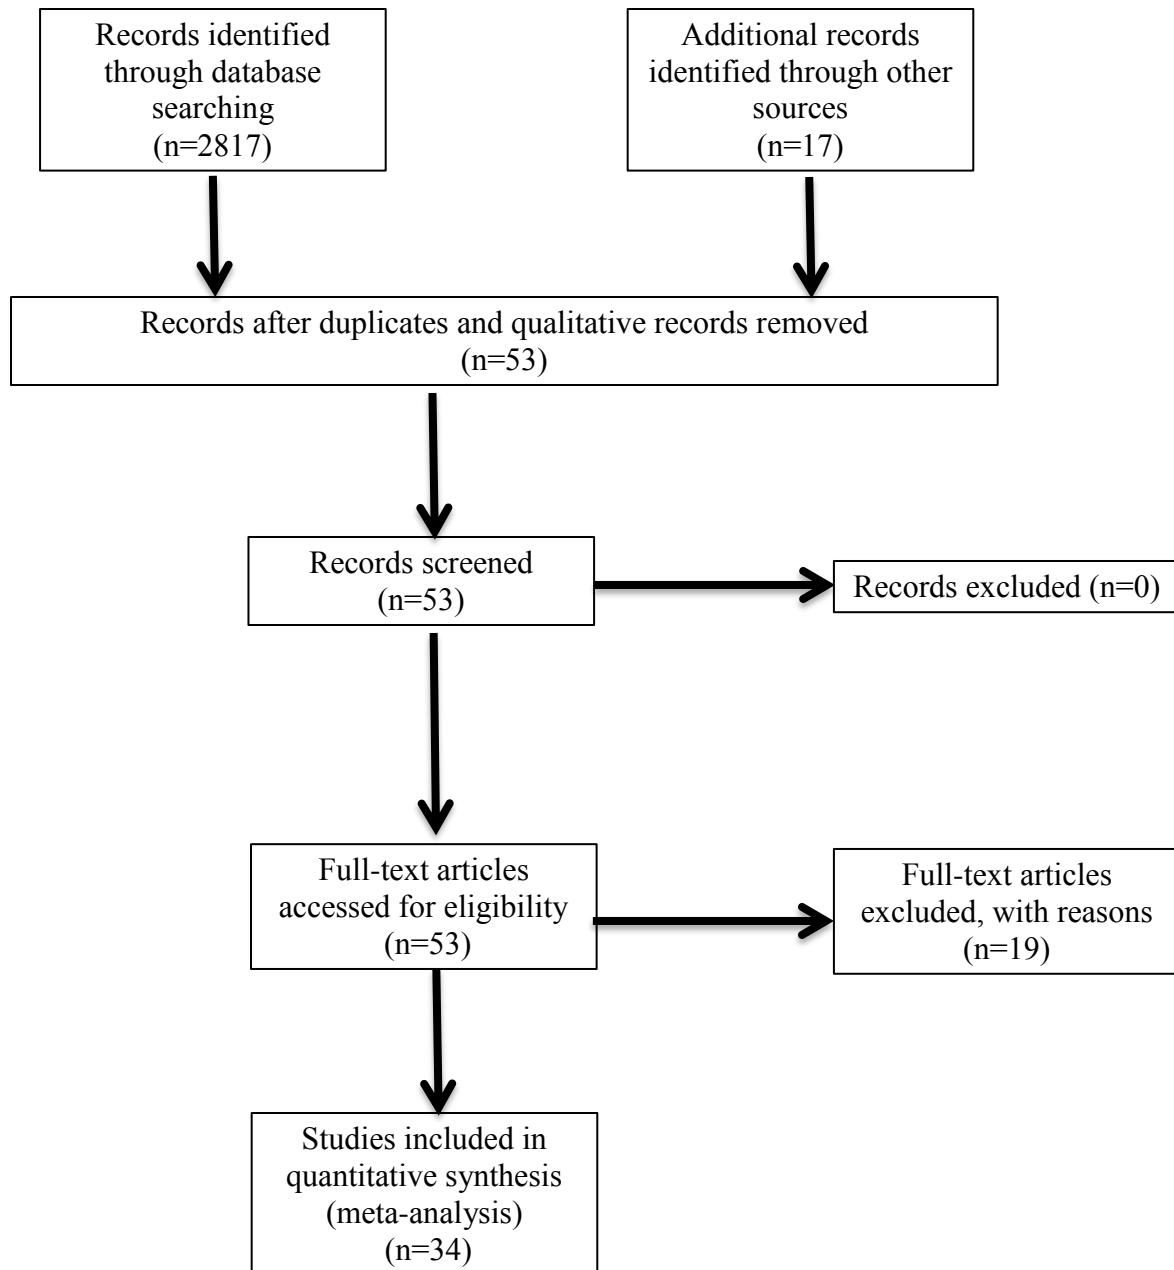 Records identified
through database
searching
(n=2817)
Additional records
identified through other
sources
(n=17)
Records after duplicates and qualitative records removed
(n=53)
Records screened
(n=53)
Records excluded (n=0)
Full-text articles
accessed for eligibility
(n=53)
Full-text articles
excluded, with reasons
(n=19)
Studies included in
quantitative synthesis
(meta-analysis)
(n=34)